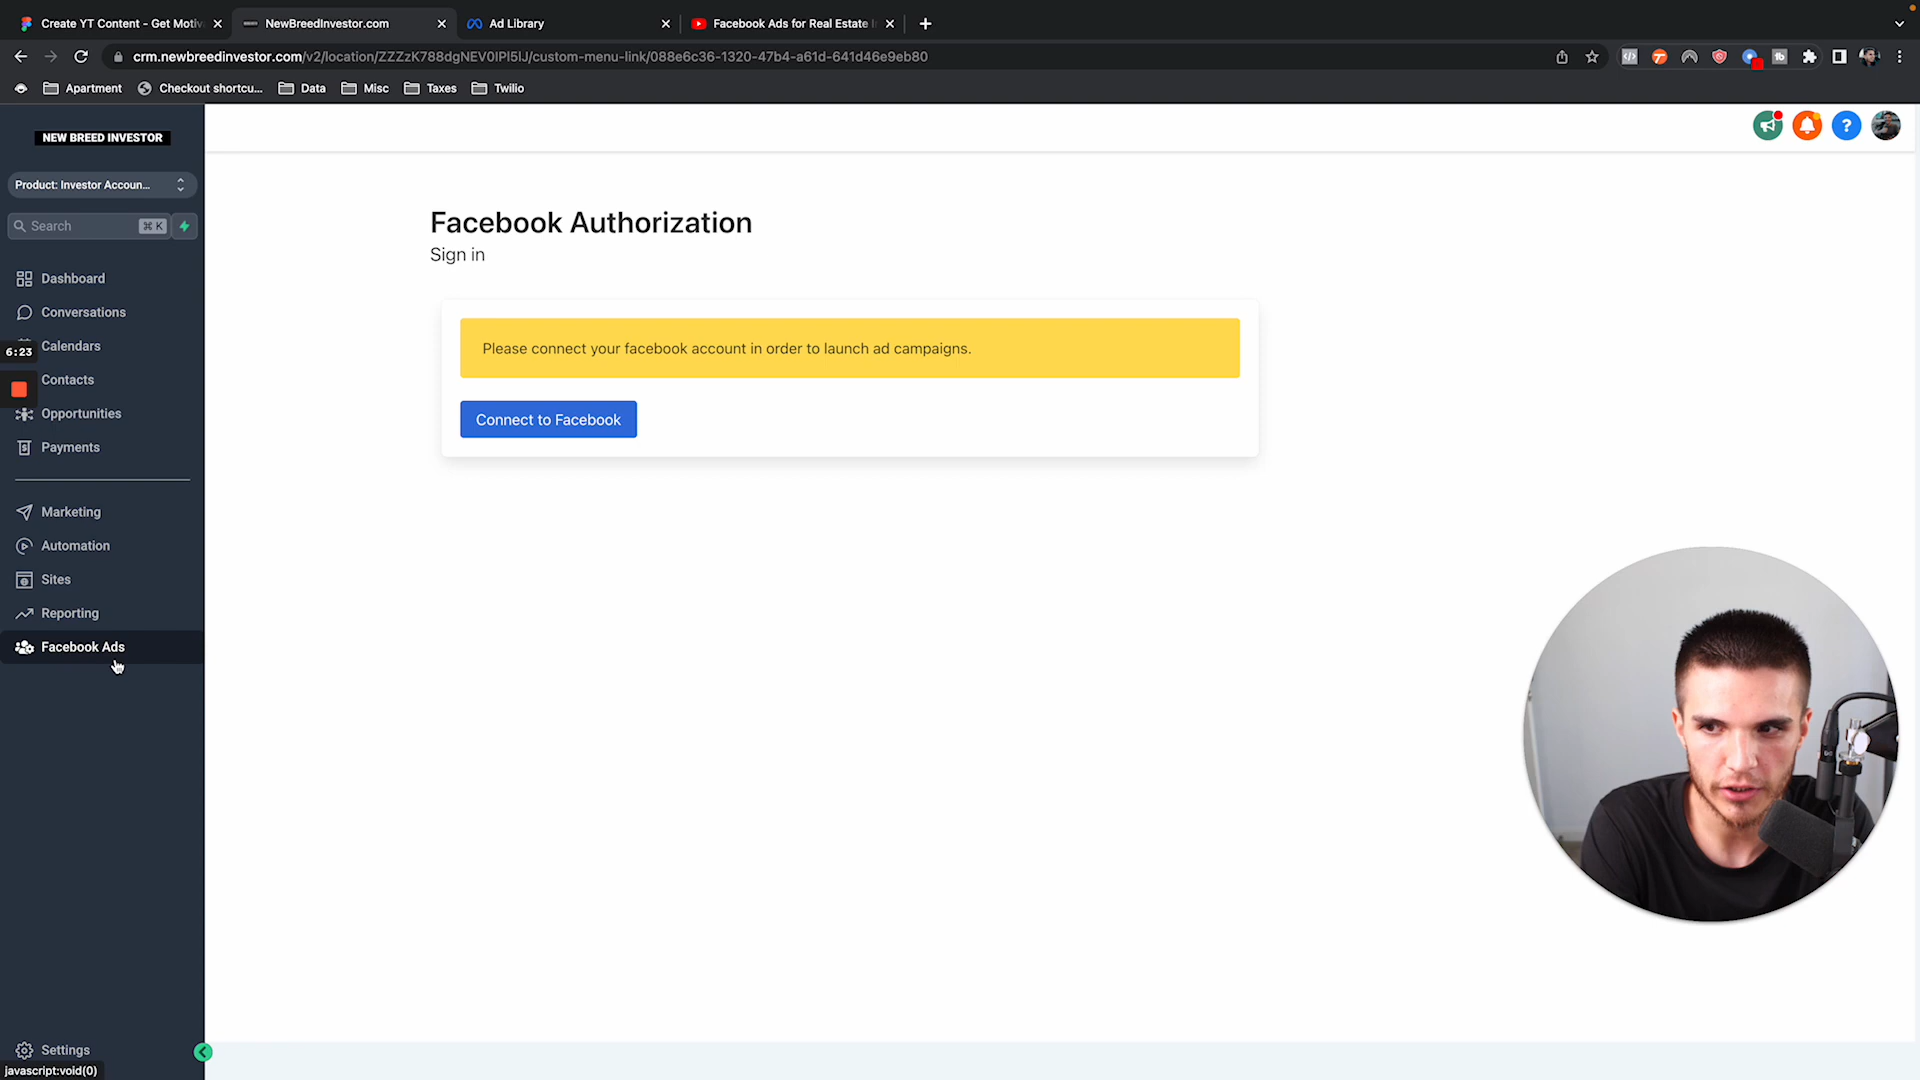 Create YT Content - Get Motiv
NewBreedInvestor.com
Ad Library
Facebook Ads for Real Estate I
crm.newbreedinvestor.com/v2/location/ZZZzK788dgNEV0IPl5IJ/custom-menu-link/088e6c36-1320-47b4-a61d-641d46e9eb80
Apartment
Checkout shortcu...
Data
Misc
Taxes
Twilio
NEW BREED INVESTOR
Product: Investor Accoun...
Search
⌘ K
Dashboard
Conversations
Calendars
6:23
Contacts
Opportunities
Payments
Marketing
Automation
Sites
Reporting
Facebook Ads
Settings
javascript:void(0)
Facebook Authorization
Sign in
Please connect your facebook account in order to launch ad campaigns.
Connect to Facebook